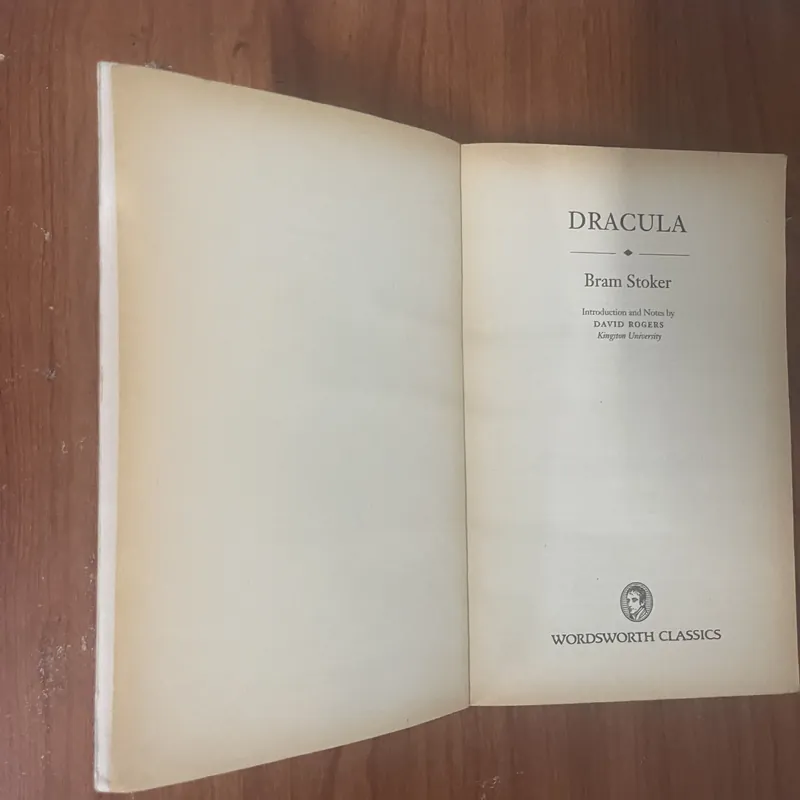 DRACULA
Bram Stoker
Introduction and Notes by
DAVID ROGERS
Kingston University
WORDSWORTH CLASSICS